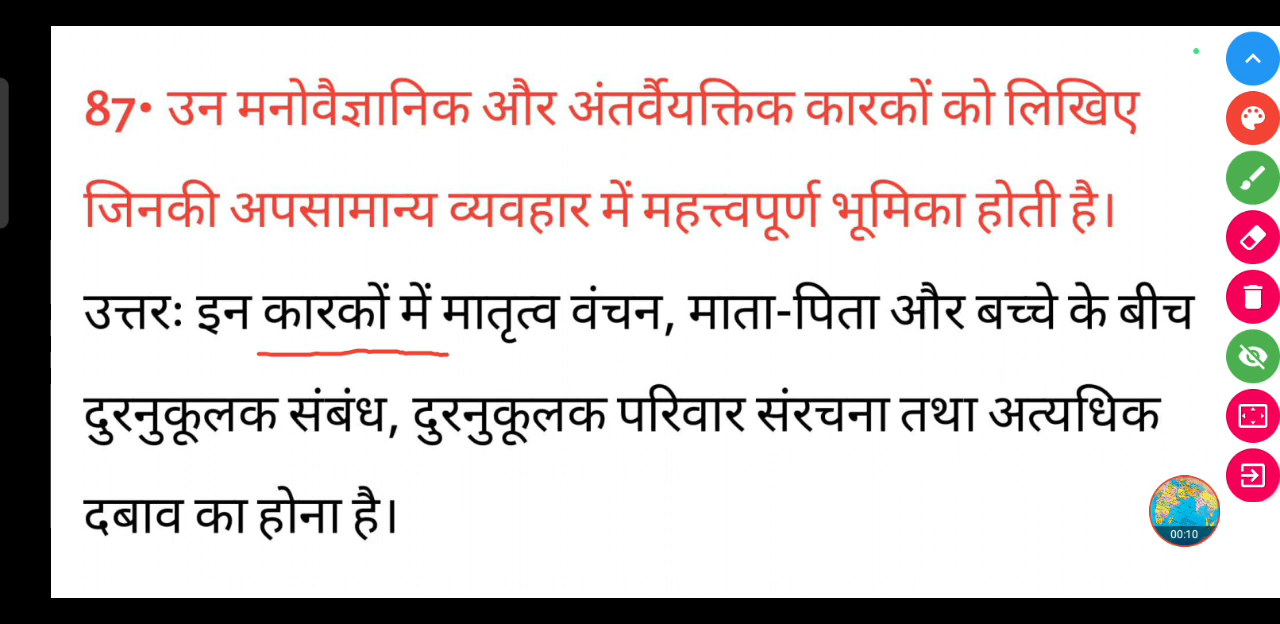 87• उन मनोवैज्ञानिक और अंतर्वैयक्तिक कारकों को लिखिए
जिनकी अपसामान्य व्यवहार में महत्त्वपूर्ण भूमिका होती है।
उत्तरः इन कारकों में मातृत्व वंचन, माता-पिता और बच्चे के बीच
दुरनुकूलक संबंध, दुरनुकूलक परिवार संरचना तथा अत्यधिक
दबाव का होना है।
00:10